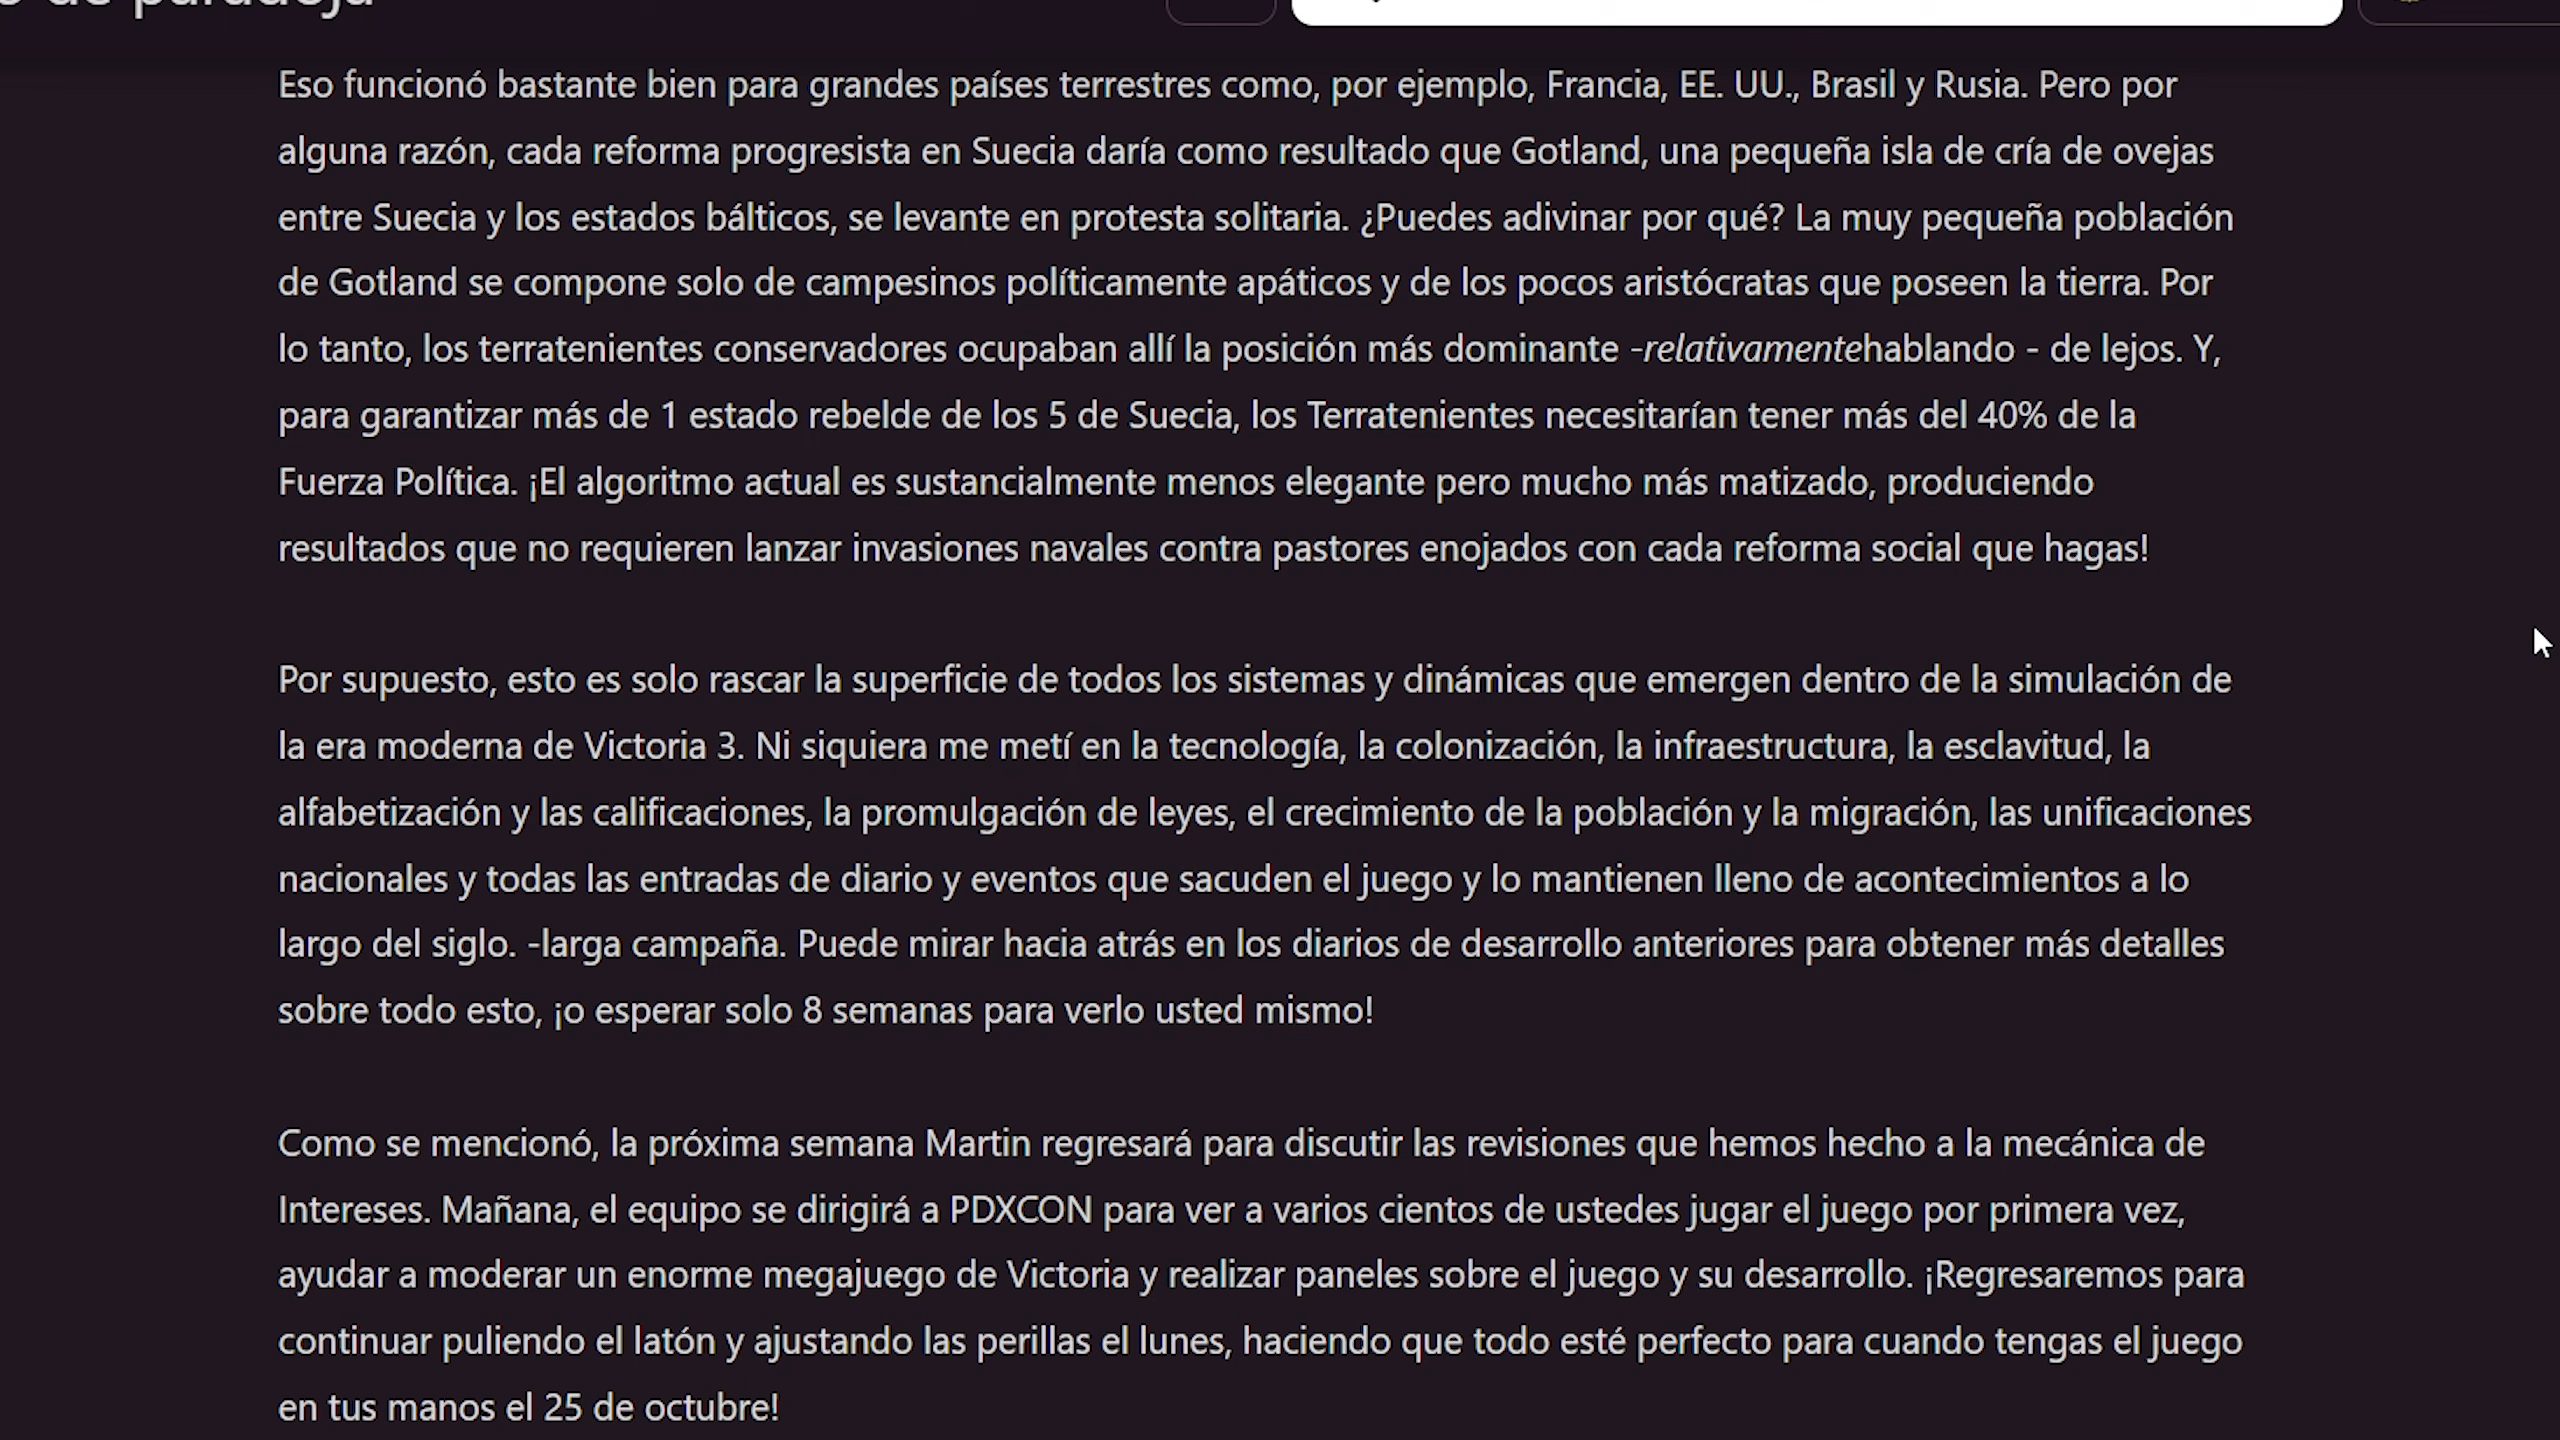 de paradoja
Eso funcionó bastante bien para grandes países terrestres como, por ejemplo, Francia, EE. UU., Brasil y Rusia. Pero por
alguna razón, cada reforma progresista en Suecia daría como resultado que Gotland, una pequeña isla de cría de ovejas
entre Suecia y los estados bálticos, se levante en protesta solitaria. ¿Puedes adivinar por qué? La muy pequeña población
de Gotland se compone solo de campesinos políticamente apáticos y de los pocos aristócratas que poseen la tierra. Por
lo tanto, los terratenientes conservadores ocupaban allí la posición más dominante -relativamentehablando - de lejos. Y,
para garantizar más de 1 estado rebelde de los 5 de Suecia, los Terratenientes necesitarían tener más del 40% de la
Fuerza Política. ¡El algoritmo actual es sustancialmente menos elegante pero mucho más matizado, produciendo
resultados que no requieren lanzar invasiones navales contra pastores enojados con cada reforma social que hagas!
Por supuesto, esto es solo rascar la superficie de todos los sistemas y dinámicas que emergen dentro de la simulación de
la era moderna de Victoria 3. Ni siquiera me metí en la tecnología, la colonización, la infraestructura, la esclavitud, la
alfabetización y las calificaciones, la promulgación de leyes, el crecimiento de la población y la migración, las unificaciones
nacionales y todas las entradas de diario y eventos que sacuden el juego y lo mantienen lleno de acontecimientos a lo
largo del siglo. -larga campaña. Puede mirar hacia atrás en los diarios de desarrollo anteriores para obtener más detalles
sobre todo esto, ¡o esperar solo 8 semanas para verlo usted mismo!
Como se mencionó, la próxima semana Martin regresará para discutir las revisiones que hemos hecho a la mecánica de
Intereses. Mañana, el equipo se dirigirá a PDXCON para ver a varios cientos de ustedes jugar el juego por primera vez,
ayudar a moderar un enorme megajuego de Victoria y realizar paneles sobre el juego y su desarrollo. ¡Regresaremos para
continuar puliendo el latón y ajustando las perillas el lunes, haciendo que todo esté perfecto para cuando tengas el juego
en tus manos el 25 de octubre!